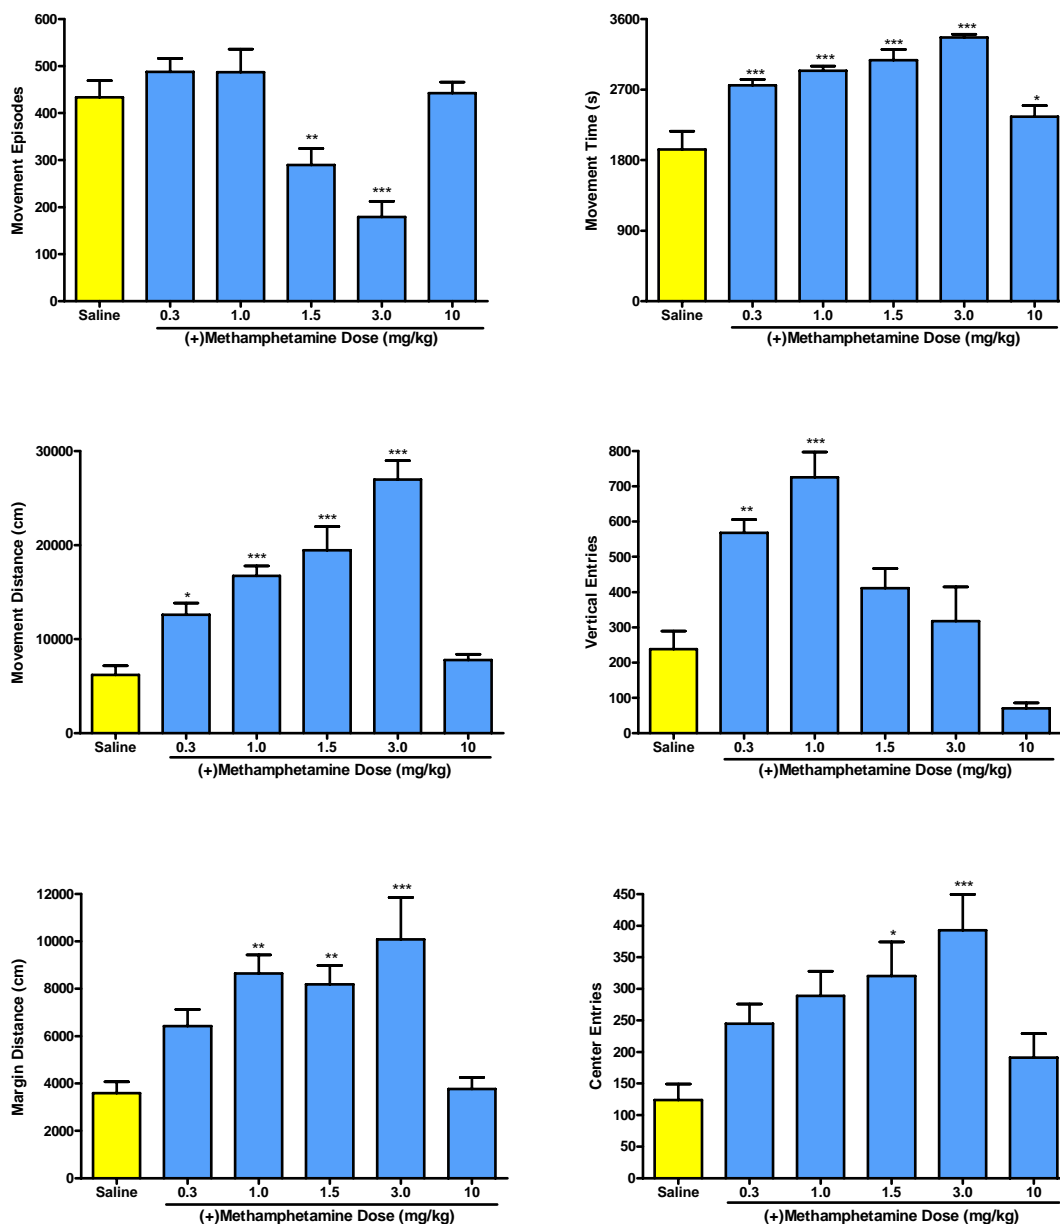 Movement Episodes
600
500
400
300
200
100
0
**
***
Saline 0.3 1.0 1.5 3.0 10
(+)Methamphetamine Dose (mg/kg)
Movement Time (s)
3600
2700
1800
900
0
*** *** *** *** *
Saline 0.3 1.0 1.5 3.0 10
(+)Methamphetamine Dose (mg/kg)
Movement Distance (cm)
30000
20000
10000
0
* *** *** ***
Saline 0.3 1.0 1.5 3.0 10
(+)Methamphetamine Dose (mg/kg)
Vertical Entries
800
700
600
500
400
300
200
100
0
** ***
Saline 0.3 1.0 1.5 3.0 10
(+)Methamphetamine Dose (mg/kg)
Margin Distance (cm)
12000
10000
8000
6000
4000
2000
0
** ** ***
Saline 0.3 1.0 1.5 3.0 10
(+)Methamphetamine Dose (mg/kg)
Center Entries
450
400
350
300
250
200
150
100
50
0
* ***
Saline 0.3 1.0 1.5 3.0 10
(+)Methamphetamine Dose (mg/kg)